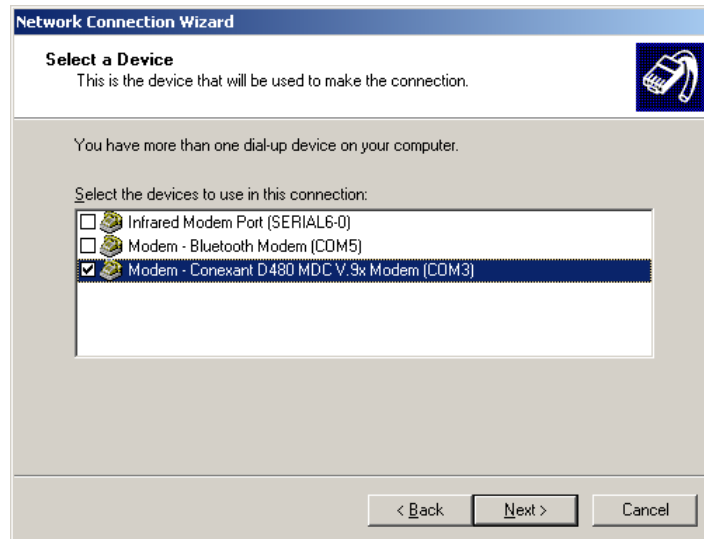 Network Connection Wizard
Select a Device
This is the device that will be used to make the connection.
You have more than one dial-up device on your computer.
Select the devices to use in this connection:
Infrared Modem Port (SERIAL6-0)
Modem - Bluetooth Modem (COM5)
Modem - Conexant D480 MDC V.9x Modem (COM3)
< Back Next > Cancel